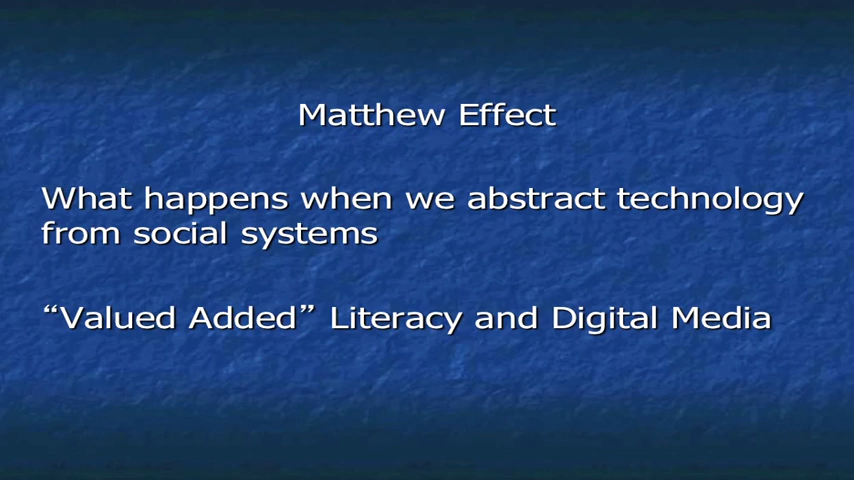 Matthew Effect
What happens when we abstract technology
from social systems
“Valued Added” Literacy and Digital Media